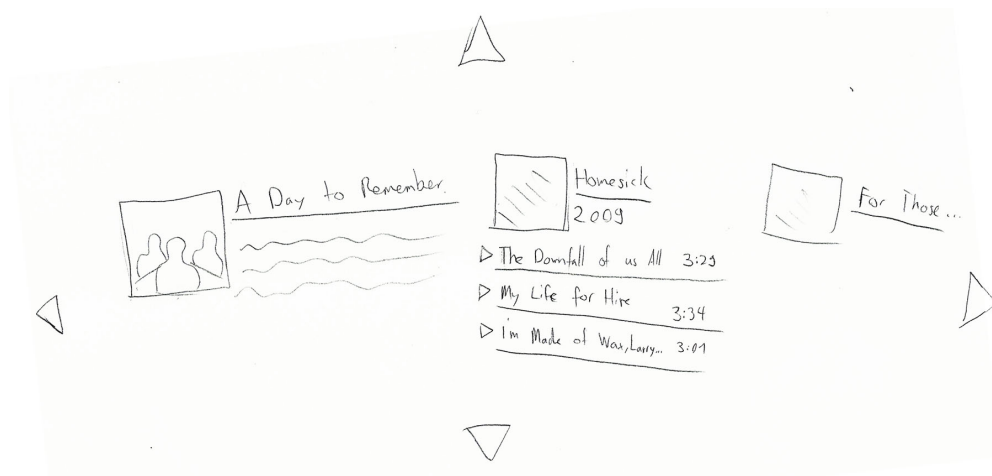 A Day to Remember.
Homesick
2009
The Downfall of us All 3:29
My Life for Hire
3:34
I'm Made of Wax, Larry... 3:01
For Those...